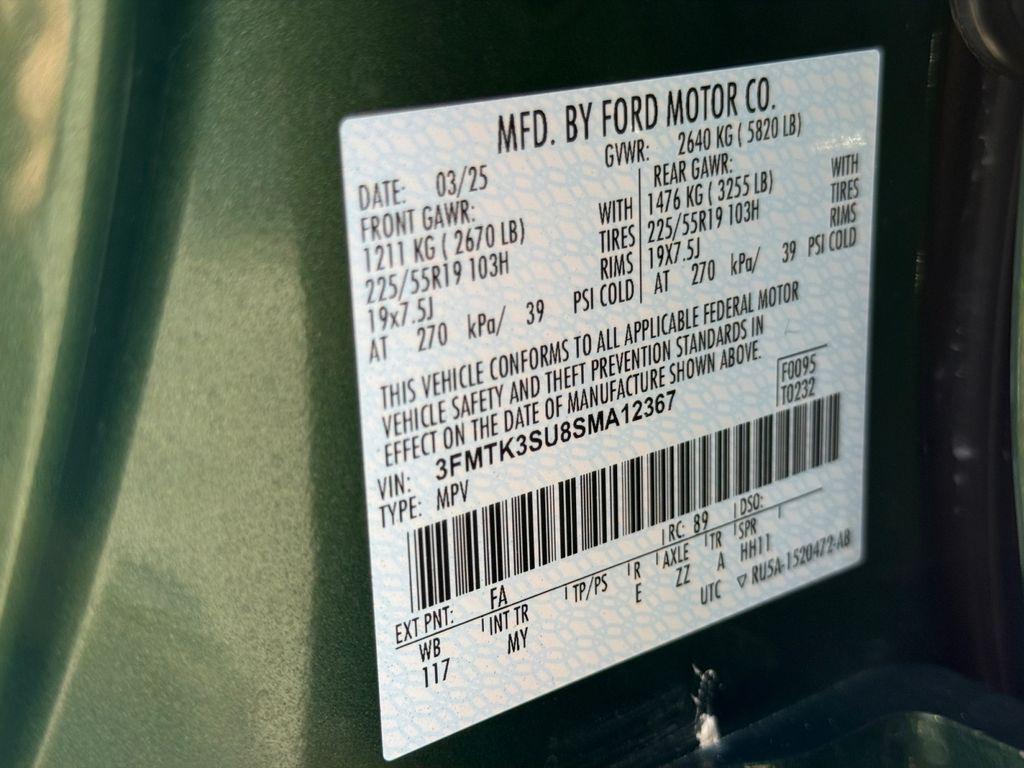 MFD. BY FORD MOTOR CO.
DATE: 03/25
GVWR: 2640 KG ( 5820 LB)
FRONT GAWR:
1211 KG ( 2670 LB) WITH
225/55R19 103H TIRES
19x7.5J RIMS
AT 270 kPa/ 39 PSI COLD
REAR GAWR:
1476 KG ( 3255 LB) WITH
225/55R19 103H TIRES
19X7.5J RIMS
AT 270 kPa/ 39 PSI COLD
THIS VEHICLE CONFORMS TO ALL APPLICABLE FEDERAL MOTOR
VEHICLE SAFETY AND THEFT PREVENTION STANDARDS IN
EFFECT ON THE DATE OF MANUFACTURE SHOWN ABOVE.
F0095
T0232
VIN: 3FMTK3SU8SMA12367
TYPE: MPV
EXT PNT: FA RC: 89 DSO:
WB INT TR TP/PS R AXLE TR SPR
117 MY E ZZ A HH11
UTC ▽ RU5A-1520472-AB